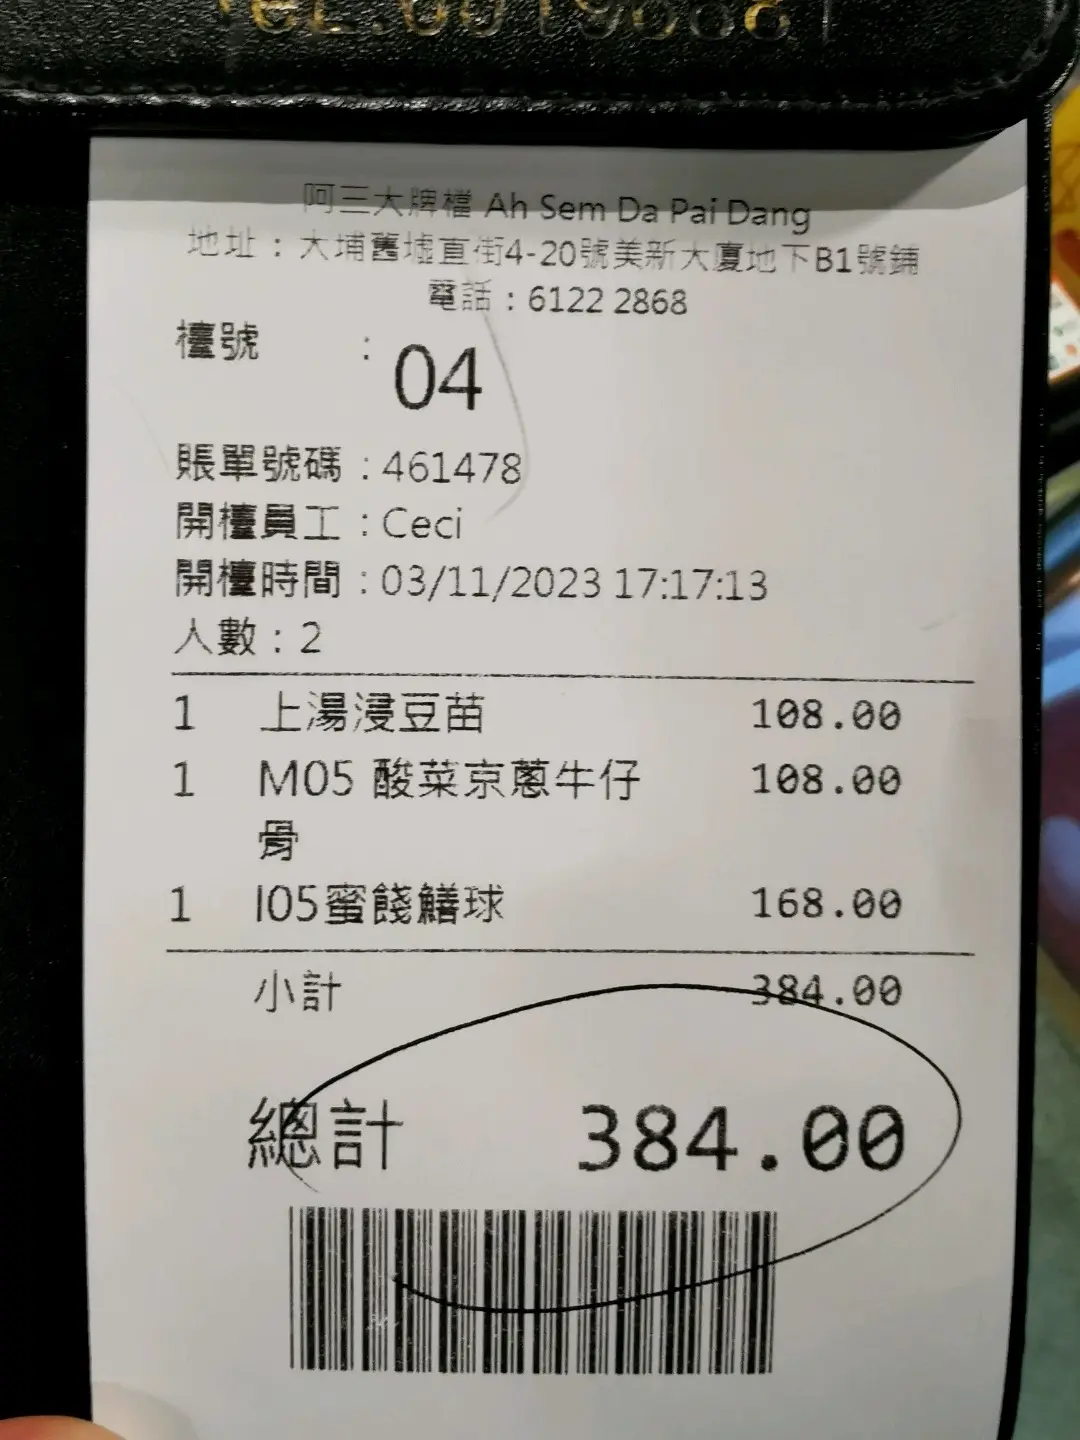 阿三大牌檔 Ah Sem Da Pai Dang
地址：大埔舊墟直街4-20號美新大廈地下B1號鋪
電話：6122 2868
檯號 : 04
賬單號碼 : 461478
開檯員工 : Ceci
開檯時間 : 03/11/2023 17:17:13
人數：2
1 上湯浸豆苗 108.00
1 M05 酸菜京蔥牛仔 108.00
骨
1 I05蜜餞鱔球 168.00
小計 384.00
總計 384.00